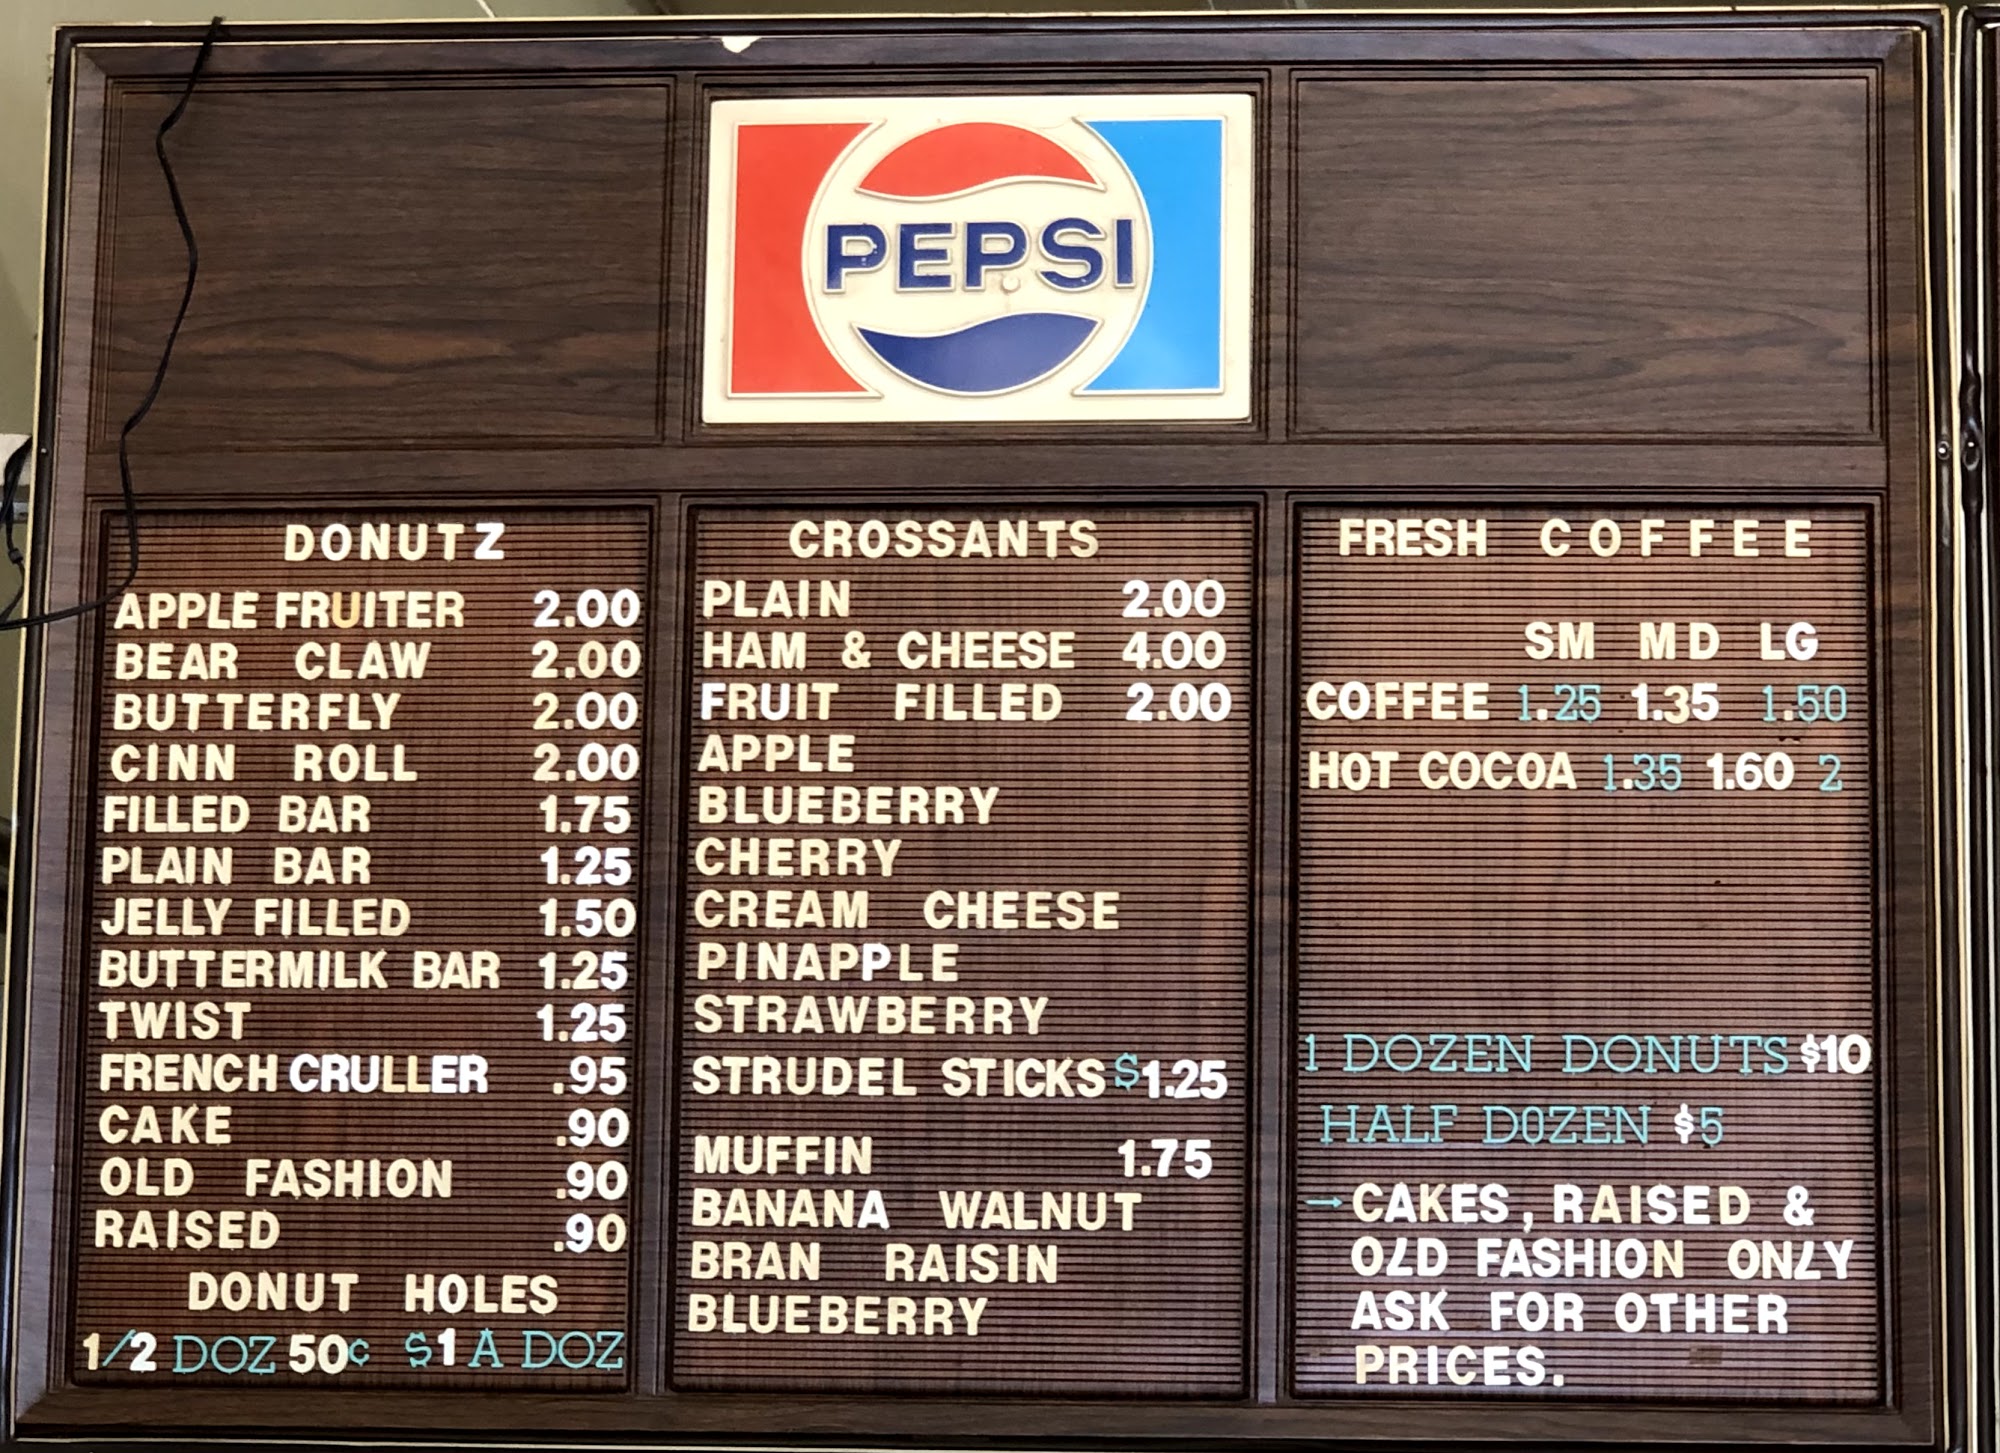 PEPSI
DONUTZ
APPLE FRUITER 2.00
BEAR CLAW 2.00
BUTTERFLY 2.00
CINN ROLL 2.00
FILLED BAR 1.75
PLAIN BAR 1.25
JELLY FILLED 1.50
BUTTERMILK BAR 1.25
TWIST 1.25
FRENCH CRULLER .95
CAKE .90
OLD FASHION .90
RAISED .90
DONUT HOLES
1/2 DOZ 50¢ $1 A DOZ
CROSSANTS
PLAIN 2.00
HAM & CHEESE 4.00
FRUIT FILLED 2.00
APPLE
BLUEBERRY
CHERRY
CREAM CHEESE
PINAPPLE
STRAWBERRY
STRUDEL STICKS $1.25
MUFFIN 1.75
BANANA WALNUT
BRAN RAISIN
BLUEBERRY
FRESH COFFEE
SM MD LG
COFFEE 1.25 1.35 1.50
HOT COCOA 1.35 1.60 2
1 DOZEN DONUTS $10
HALF DOZEN $5
→ CAKES, RAISED &
OLD FASHION ONLY
ASK FOR OTHER
PRICES.